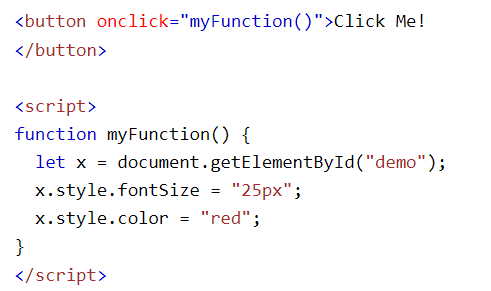 <button onclick="myFunction()">Click Me!
</button>
<script>
function myFunction() {
let x = document.getElementById("demo");
x.style.fontSize = "25px";
x.style.color = "red";
}
</script>